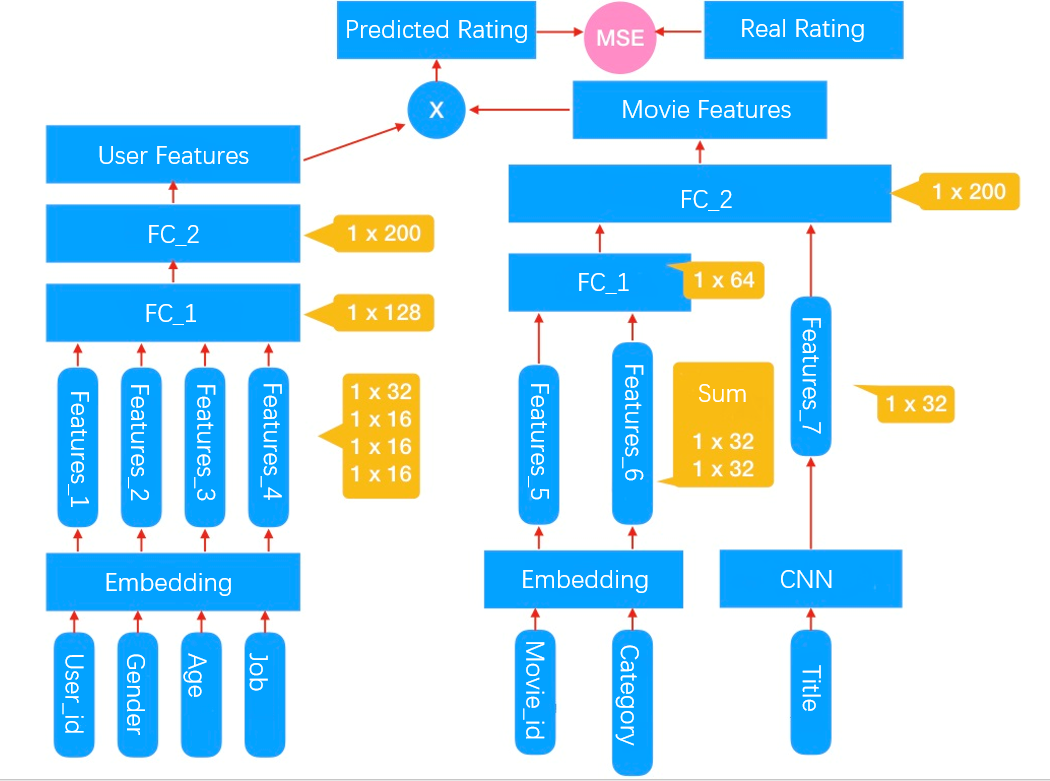 Predicted Rating
MSE
Real Rating
X
Movie Features
User Features
FC_2
1 x 200
FC_2
1 x 200
FC_1
1 x 64
FC_1
1 x 128
Features_1
Features_2
Features_3
Features_4
1 x 32
1 x 16
1 x 16
1 x 16
Features_5
Features_6
Sum
1 x 32
1 x 32
Features_7
1 x 32
Embedding
Embedding
CNN
User_id
Gender
Age
Job
Movie_id
Category
Title